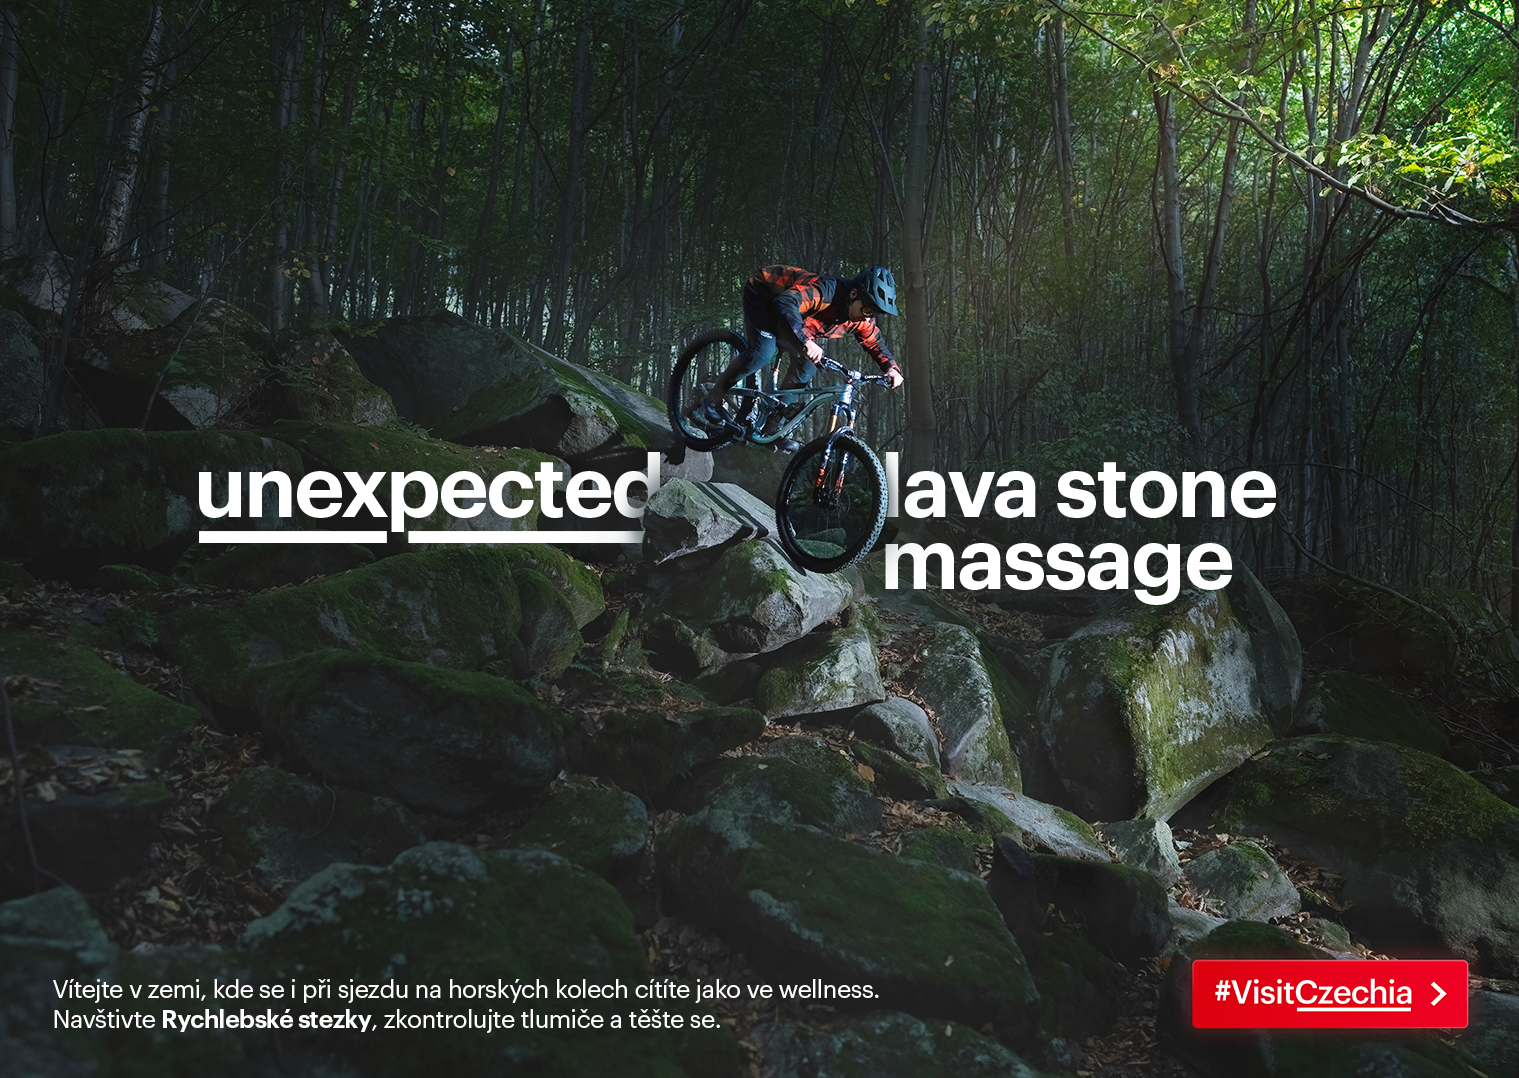 unexpected lava stone
massage
Vítejte v zemi, kde se i při sjezdu na horských kolech cítíte jako ve wellness.
Navštivte Rychlebské stezky, zkontrolujte tlumiče a těšte se.
#VisitCzechia